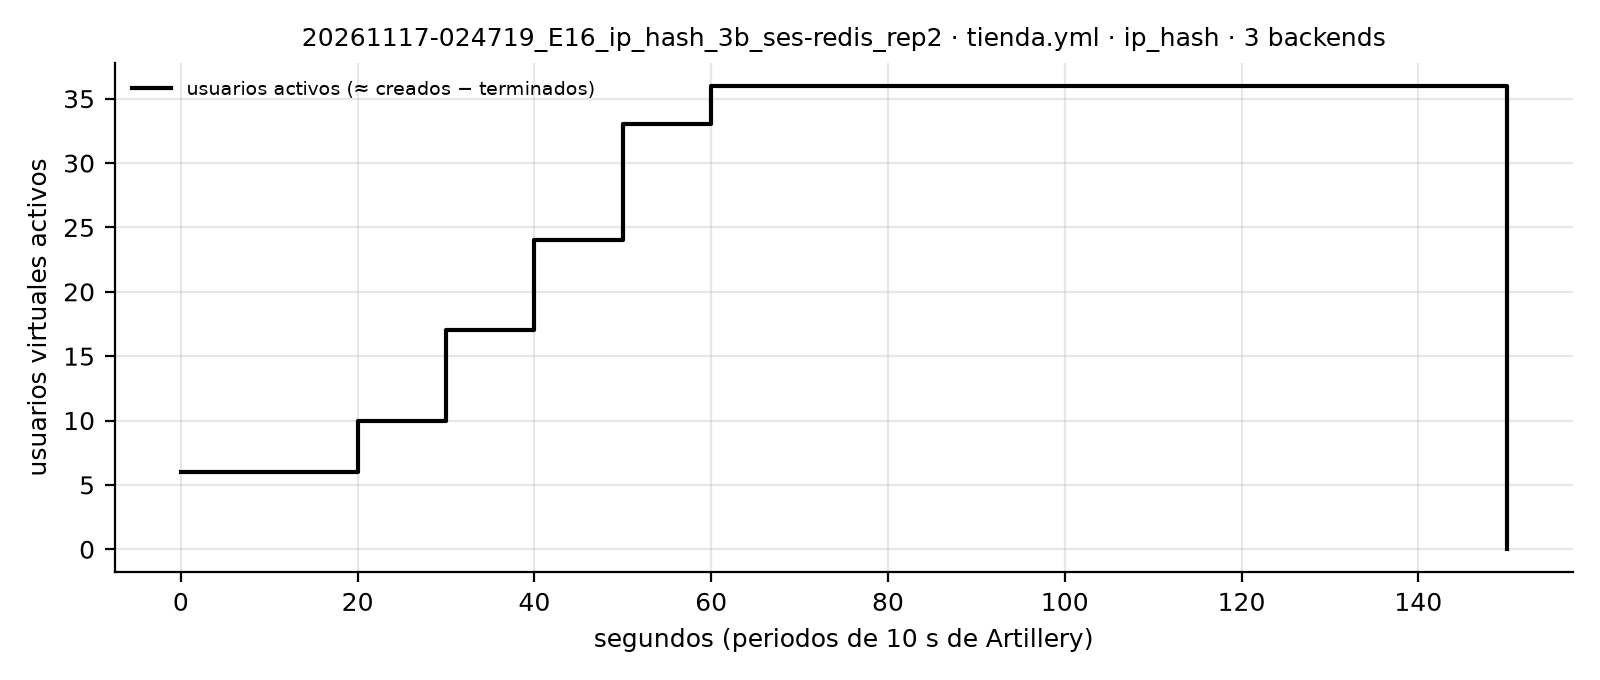 20261117-024719_E16_ip_hash_3b_ses-redis_rep2 · tienda.yml · ip_hash · 3 backends
usuarios activos (≈ creados − terminados)
usuarios virtuales activos
35
30
25
20
15
10
5
0
0 20 40 60 80 100 120 140
segundos (periodos de 10 s de Artillery)